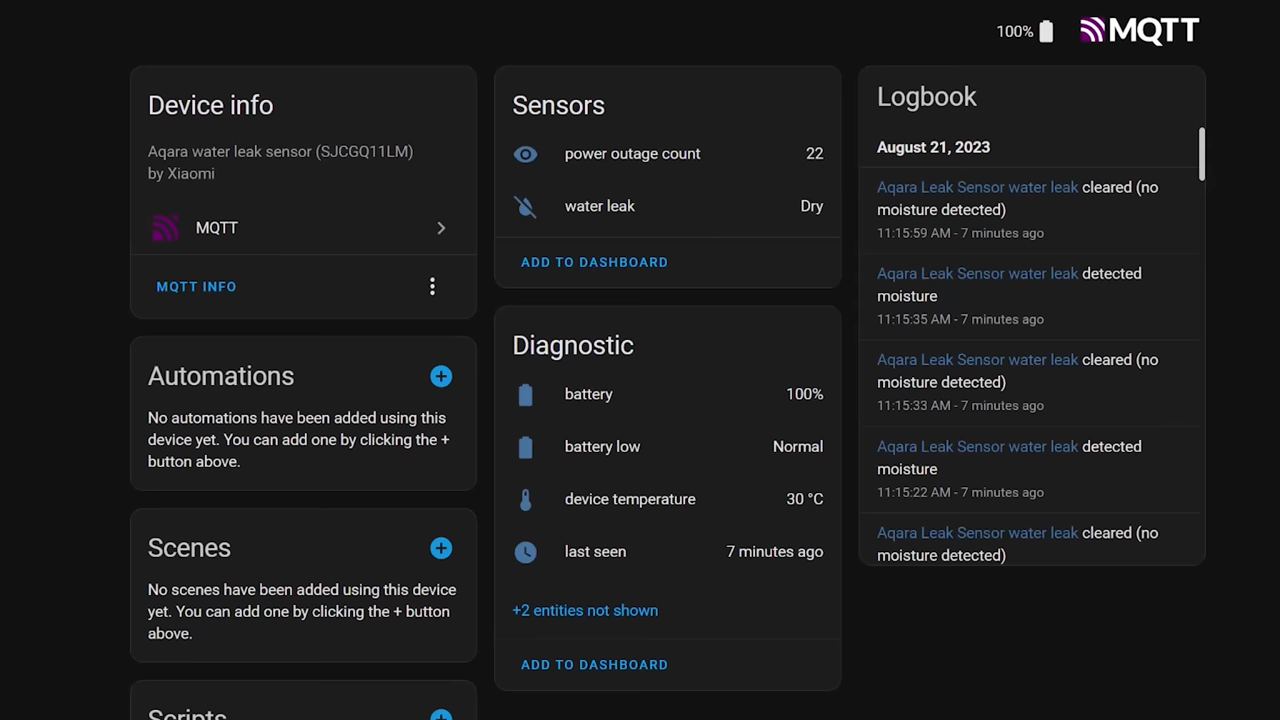 100%
MQTT
Device info
Aqara water leak sensor (SJCGQ11LM)
by Xiaomi
MQTT
MQTT INFO
Automations
No automations have been added using this
device yet. You can add one by clicking the +
button above.
Scenes
No scenes have been added using this device
yet. You can add one by clicking the + button
above.
Scripts
Sensors
power outage count 22
water leak Dry
ADD TO DASHBOARD
Diagnostic
battery 100%
battery low Normal
device temperature 30 °C
last seen 7 minutes ago
+2 entities not shown
ADD TO DASHBOARD
Logbook
August 21, 2023
Aqara Leak Sensor water leak cleared (no
moisture detected)
11:15:59 AM - 7 minutes ago
Aqara Leak Sensor water leak detected
moisture
11:15:35 AM - 7 minutes ago
Aqara Leak Sensor water leak cleared (no
moisture detected)
11:15:33 AM - 7 minutes ago
Aqara Leak Sensor water leak detected
moisture
11:15:22 AM - 7 minutes ago
Aqara Leak Sensor water leak cleared (no
moisture detected)